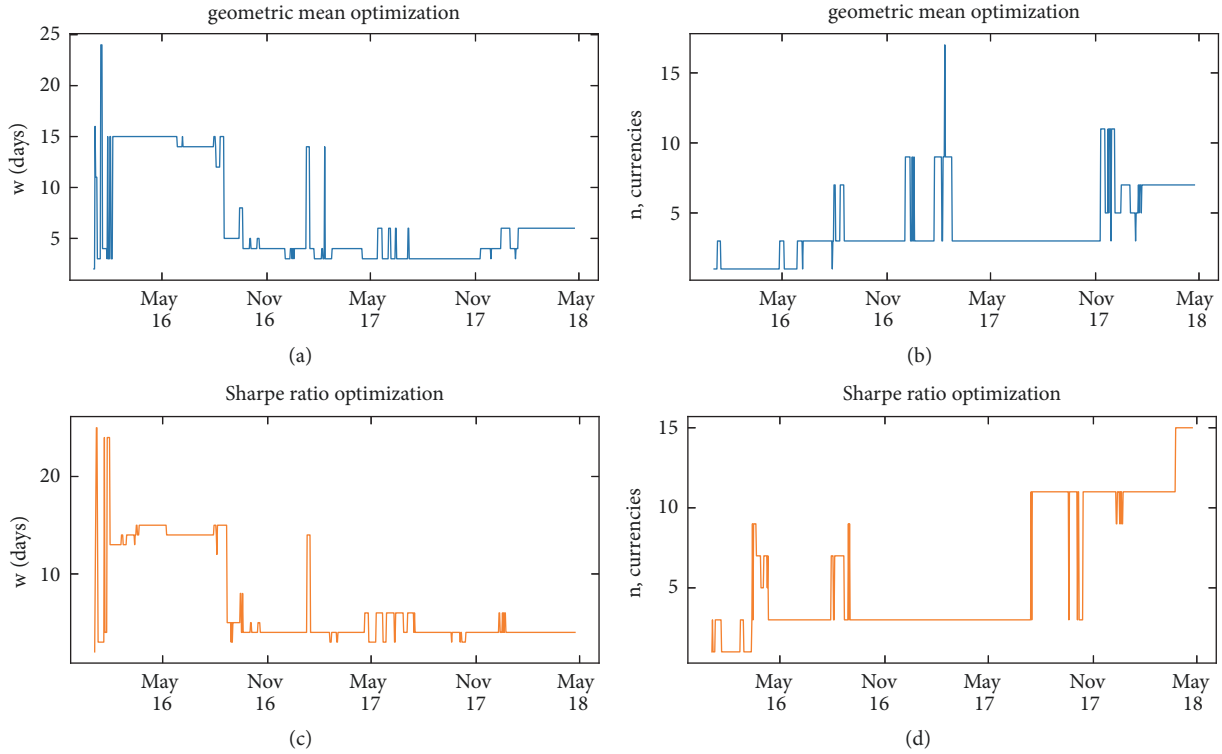 geometric mean optimization
25
20
15
10
5
w (days)
May
16
Nov
16
May
17
Nov
17
May
18
(a)
geometric mean optimization
15
10
5
n, currencies
May
16
Nov
16
May
17
Nov
17
May
18
(b)
Sharpe ratio optimization
20
10
w (days)
May
16
Nov
16
May
17
Nov
17
May
18
(c)
Sharpe ratio optimization
15
10
5
n, currencies
May
16
Nov
16
May
17
Nov
17
May
18
(d)